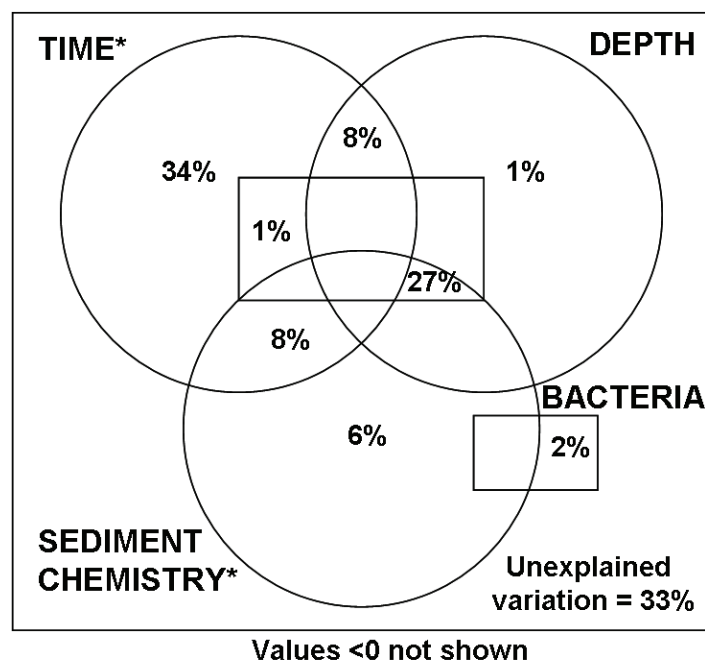 TIME*
DEPTH
8%
34%
1%
1%
27%
8%
BACTERIA
6%
2%
SEDIMENT
CHEMISTRY*
Unexplained
variation = 33%
Values <0 not shown